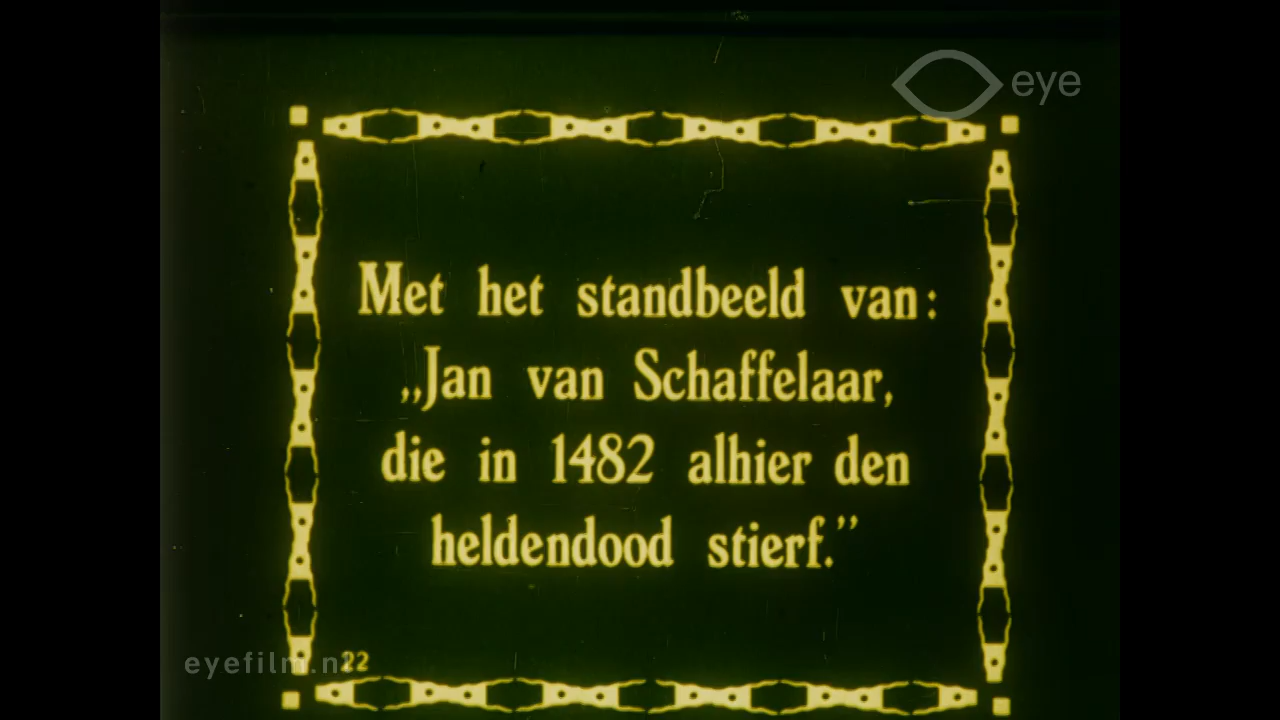 eye
Met het standbeeld van:
„Jan van Schaffelaar,
die in 1482 alhier den
heldendood stierf.”
eyefilm.nl
22